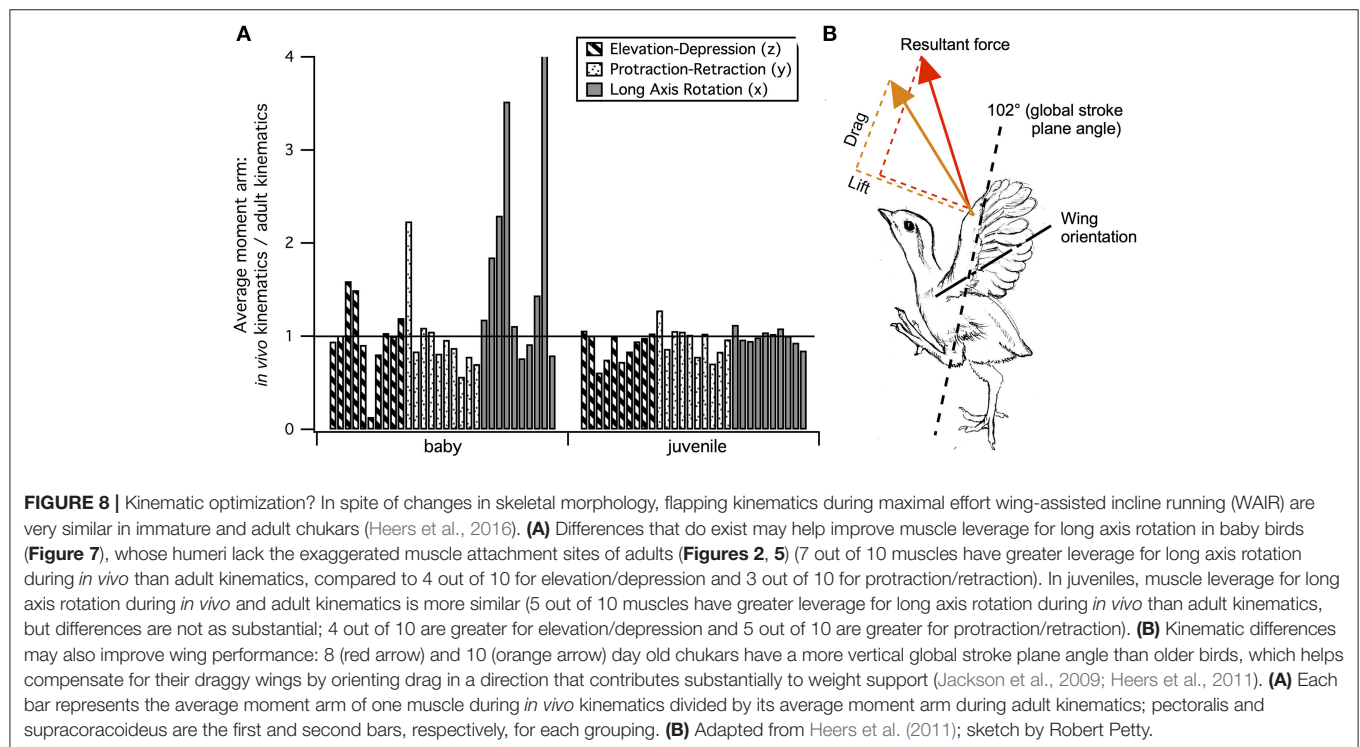 A
4
3
2
1
0
Average moment arm:
in vivo kinematics / adult kinematics
Elevation-Depression (z)
Protraction-Retraction (y)
Long Axis Rotation (x)
baby
juvenile
B
Resultant force
102° (global stroke
plane angle)
Drag
Lift
Wing
orientation
FIGURE 8 | Kinematic optimization? In spite of changes in skeletal morphology, flapping kinematics during maximal effort wing-assisted incline running (WAIR) are
very similar in immature and adult chukars (Heers et al., 2016). (A) Differences that do exist may help improve muscle leverage for long axis rotation in baby birds
(Figure 7), whose humeri lack the exaggerated muscle attachment sites of adults (Figures 2, 5) (7 out of 10 muscles have greater leverage for long axis rotation
during in vivo than adult kinematics, compared to 4 out of 10 for elevation/depression and 3 out of 10 for protraction/retraction). In juveniles, muscle leverage for long
axis rotation during in vivo and adult kinematics is more similar (5 out of 10 muscles have greater leverage for long axis rotation during in vivo than adult kinematics,
but differences are not as substantial; 4 out of 10 are greater for elevation/depression and 5 out of 10 are greater for protraction/retraction). (B) Kinematic differences
may also improve wing performance: 8 (red arrow) and 10 (orange arrow) day old chukars have a more vertical global stroke plane angle than older birds, which helps
compensate for their draggy wings by orienting drag in a direction that contributes substantially to weight support (Jackson et al., 2009; Heers et al., 2011). (A) Each
bar represents the average moment arm of one muscle during in vivo kinematics divided by its average moment arm during adult kinematics; pectoralis and
supracoracoideus are the first and second bars, respectively, for each grouping. (B) Adapted from Heers et al. (2011); sketch by Robert Petty.